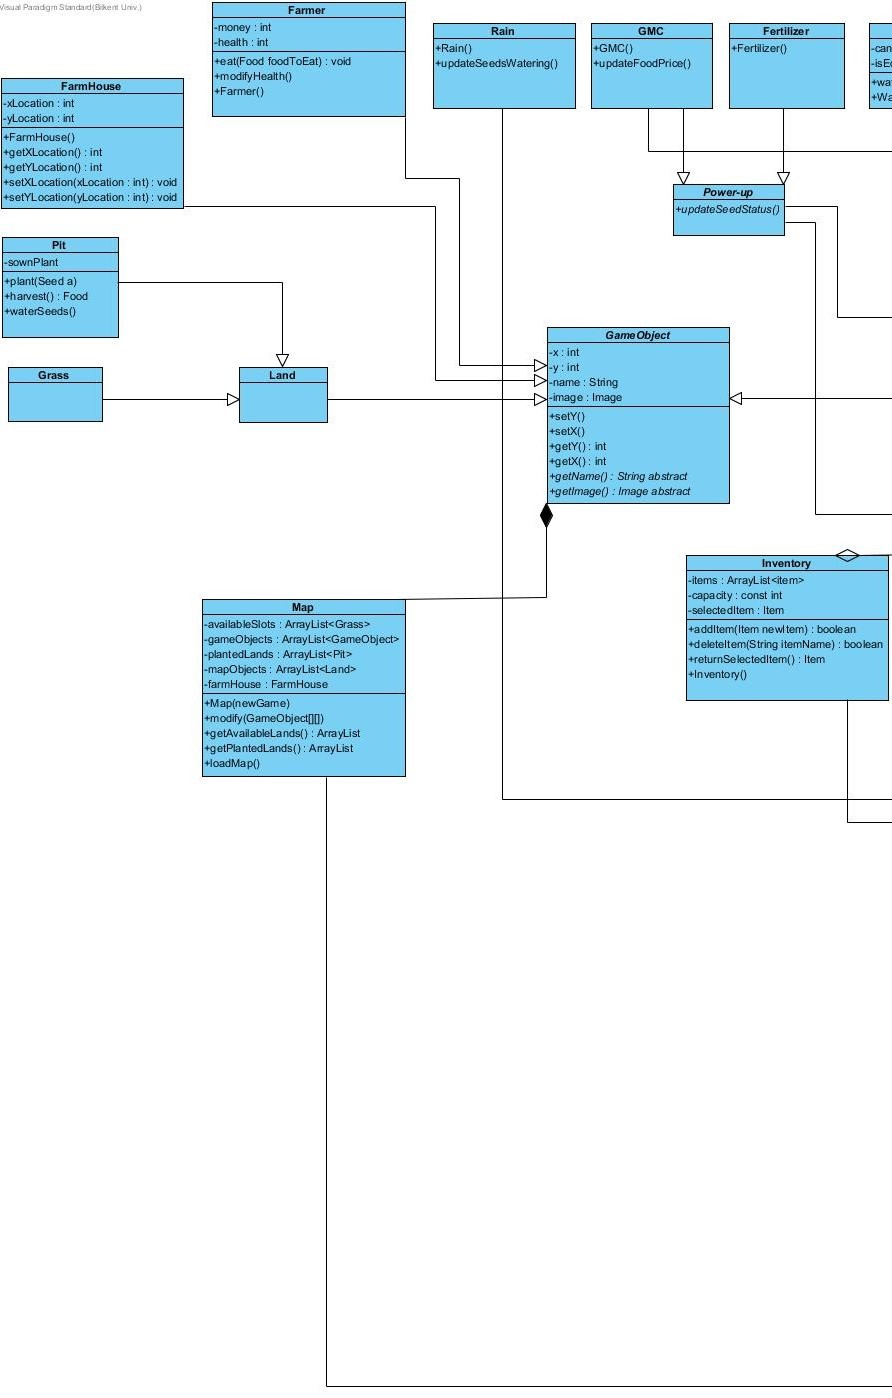 Visual Paradigm Standard(Bilkent Univ.)
Farmer
-money : int
-health : int
+eat(Food foodToEat) : void
+modifyHealth()
+Farmer()
Rain
+Rain()
+updateSeedsWatering()
GMC
+GMC()
+updateFoodPrice()
Fertilizer
+Fertilizer()
-can
+wa
+Wa
FarmHouse
-xLocation : int
-yLocation : int
+FarmHouse()
+getXLocation() : int
+getYLocation() : int
+setXLocation(xLocation : int) : void
+setYLocation(yLocation : int) : void
Power-up
+updateSeedStatus()
Pit
-sownPlant
+plant(Seed a)
+harvest() : Food
+waterSeeds()
Grass
Land
GameObject
-x : int
-y : int
-name : String
-image : Image
+setY()
+setX()
+getY() : int
+getX() : int
+getName() : String abstract
+getImage() : Image abstract
Inventory
-items : ArrayList<item>
-capacity : const int
-selectedItem : Item
+addItem(Item newItem) : boolean
+deleteItem(String itemName) : boolean
+returnSelectedItem() : Item
+Inventory()
Map
-availableSlots : ArrayList<Grass>
-gameObjects : ArrayList<GameObject>
-plantedLands : ArrayList<Pit>
-mapObjects : ArrayList<Land>
-farmHouse : FarmHouse
+Map(newGame)
+modify(GameObject[][])
+getAvailableLands() : ArrayList
+getPlantedLands() : ArrayList
+loadMap()